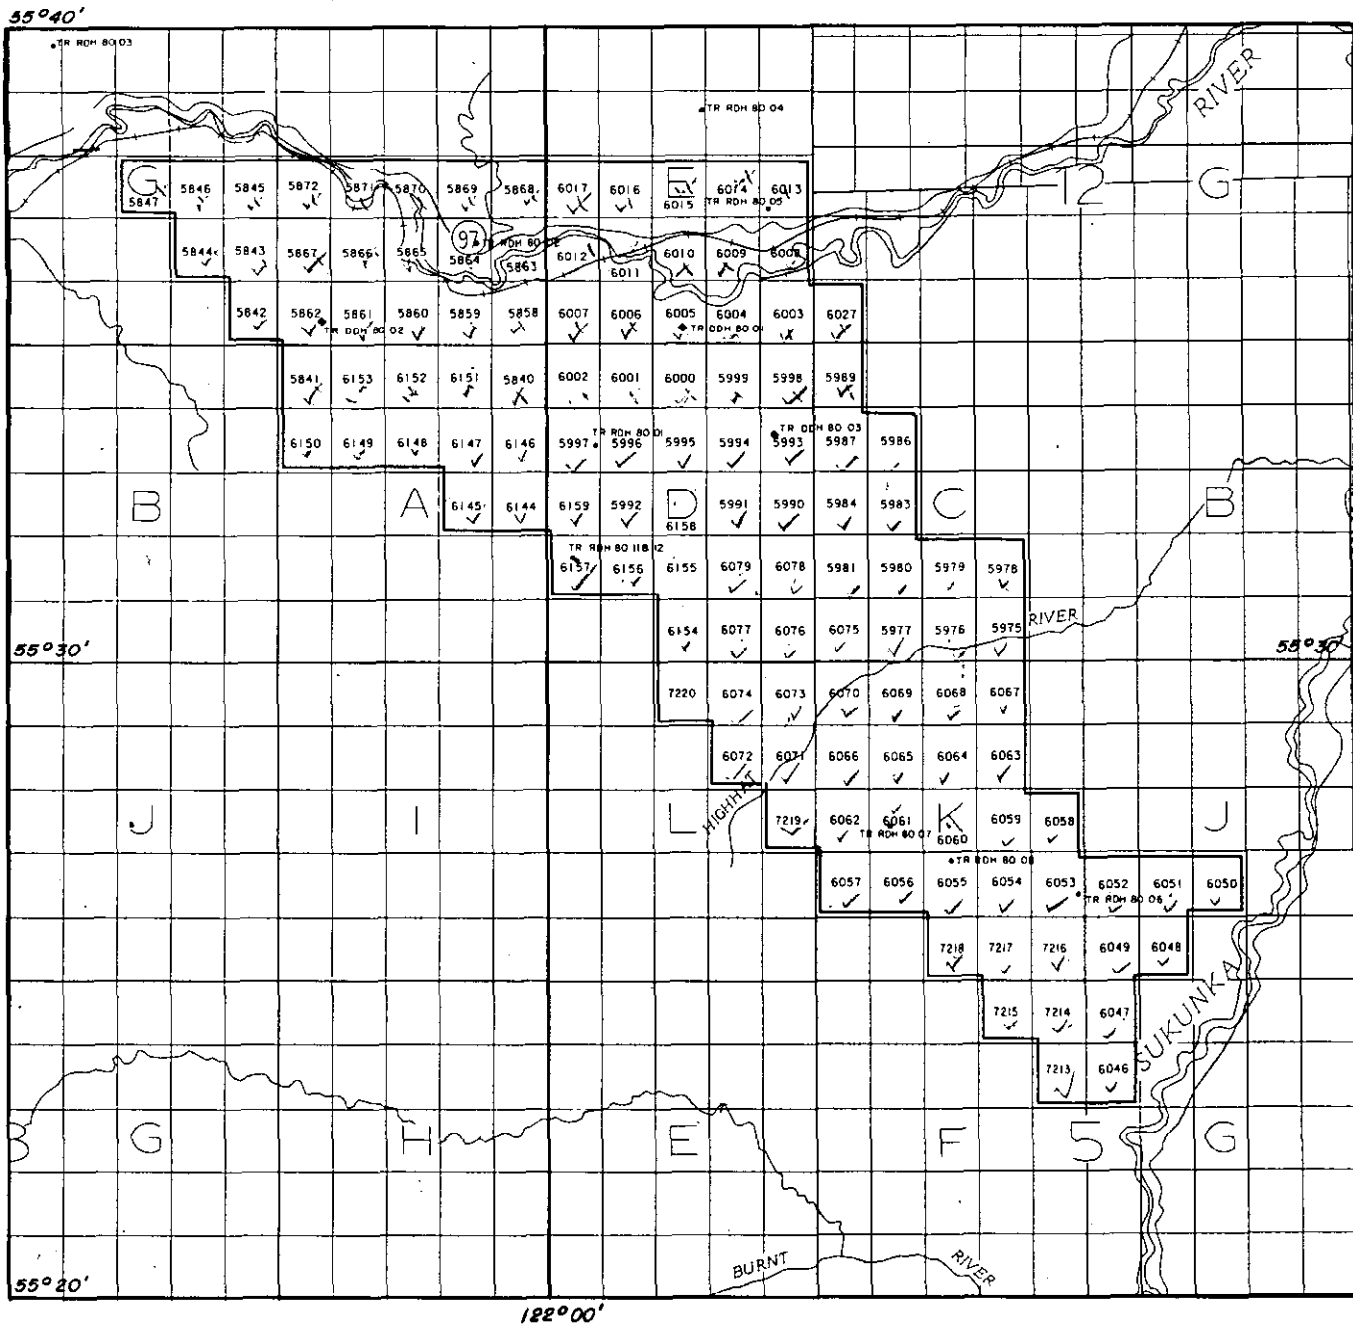 55°40'
TR RDH 80 03
TR RDH 80 04
RIVER
G 5846 5845 5872 5871 5870 5869 5868 6017 6016 E 6014 6013 12 G
5847 6015 TR RDH 80 05
97 TR RDH 80 02
5844 5843 5867 5866 5865 5864 5863 6012 6011 6010 6009 6008
5842 5862 5861 5860 5859 5858 6007 6006 6005 6004 6003 6027
TR DDH 80 02 TR DDH 80 01
5841 6153 6152 6151 5840 6002 6001 6000 5999 5998 5989
TR RDH 80 01 TR DDH 80 03
6150 6149 6148 6147 6146 5997 5996 5995 5994 5993 5987 5986
B A 6145 6144 6159 5992 D 5991 5990 5984 5983 C B
6158
TR RDH 80 11B 12
6157 6156 6155 6079 6078 5981 5980 5979 5978
RIVER
6154 6077 6076 6075 5977 5976 5975
55°30' 55°30'
7220 6074 6073 6070 6069 6068 6067
6072 6071 6066 6065 6064 6063
HIGHHAT
J I L 7219 6062 6061 K 6059 6058 J
TR RDH 80 07 6060
TR RDH 80 08
6057 6056 6055 6054 6053 6052 6051 6050
TR RDH 80 06
7218 7217 7216 6049 6048
SUKUNKA
7215 7214 6047
7213 6046
B G H E F 5 G
BURNT RIVER
55°20'
122°00'